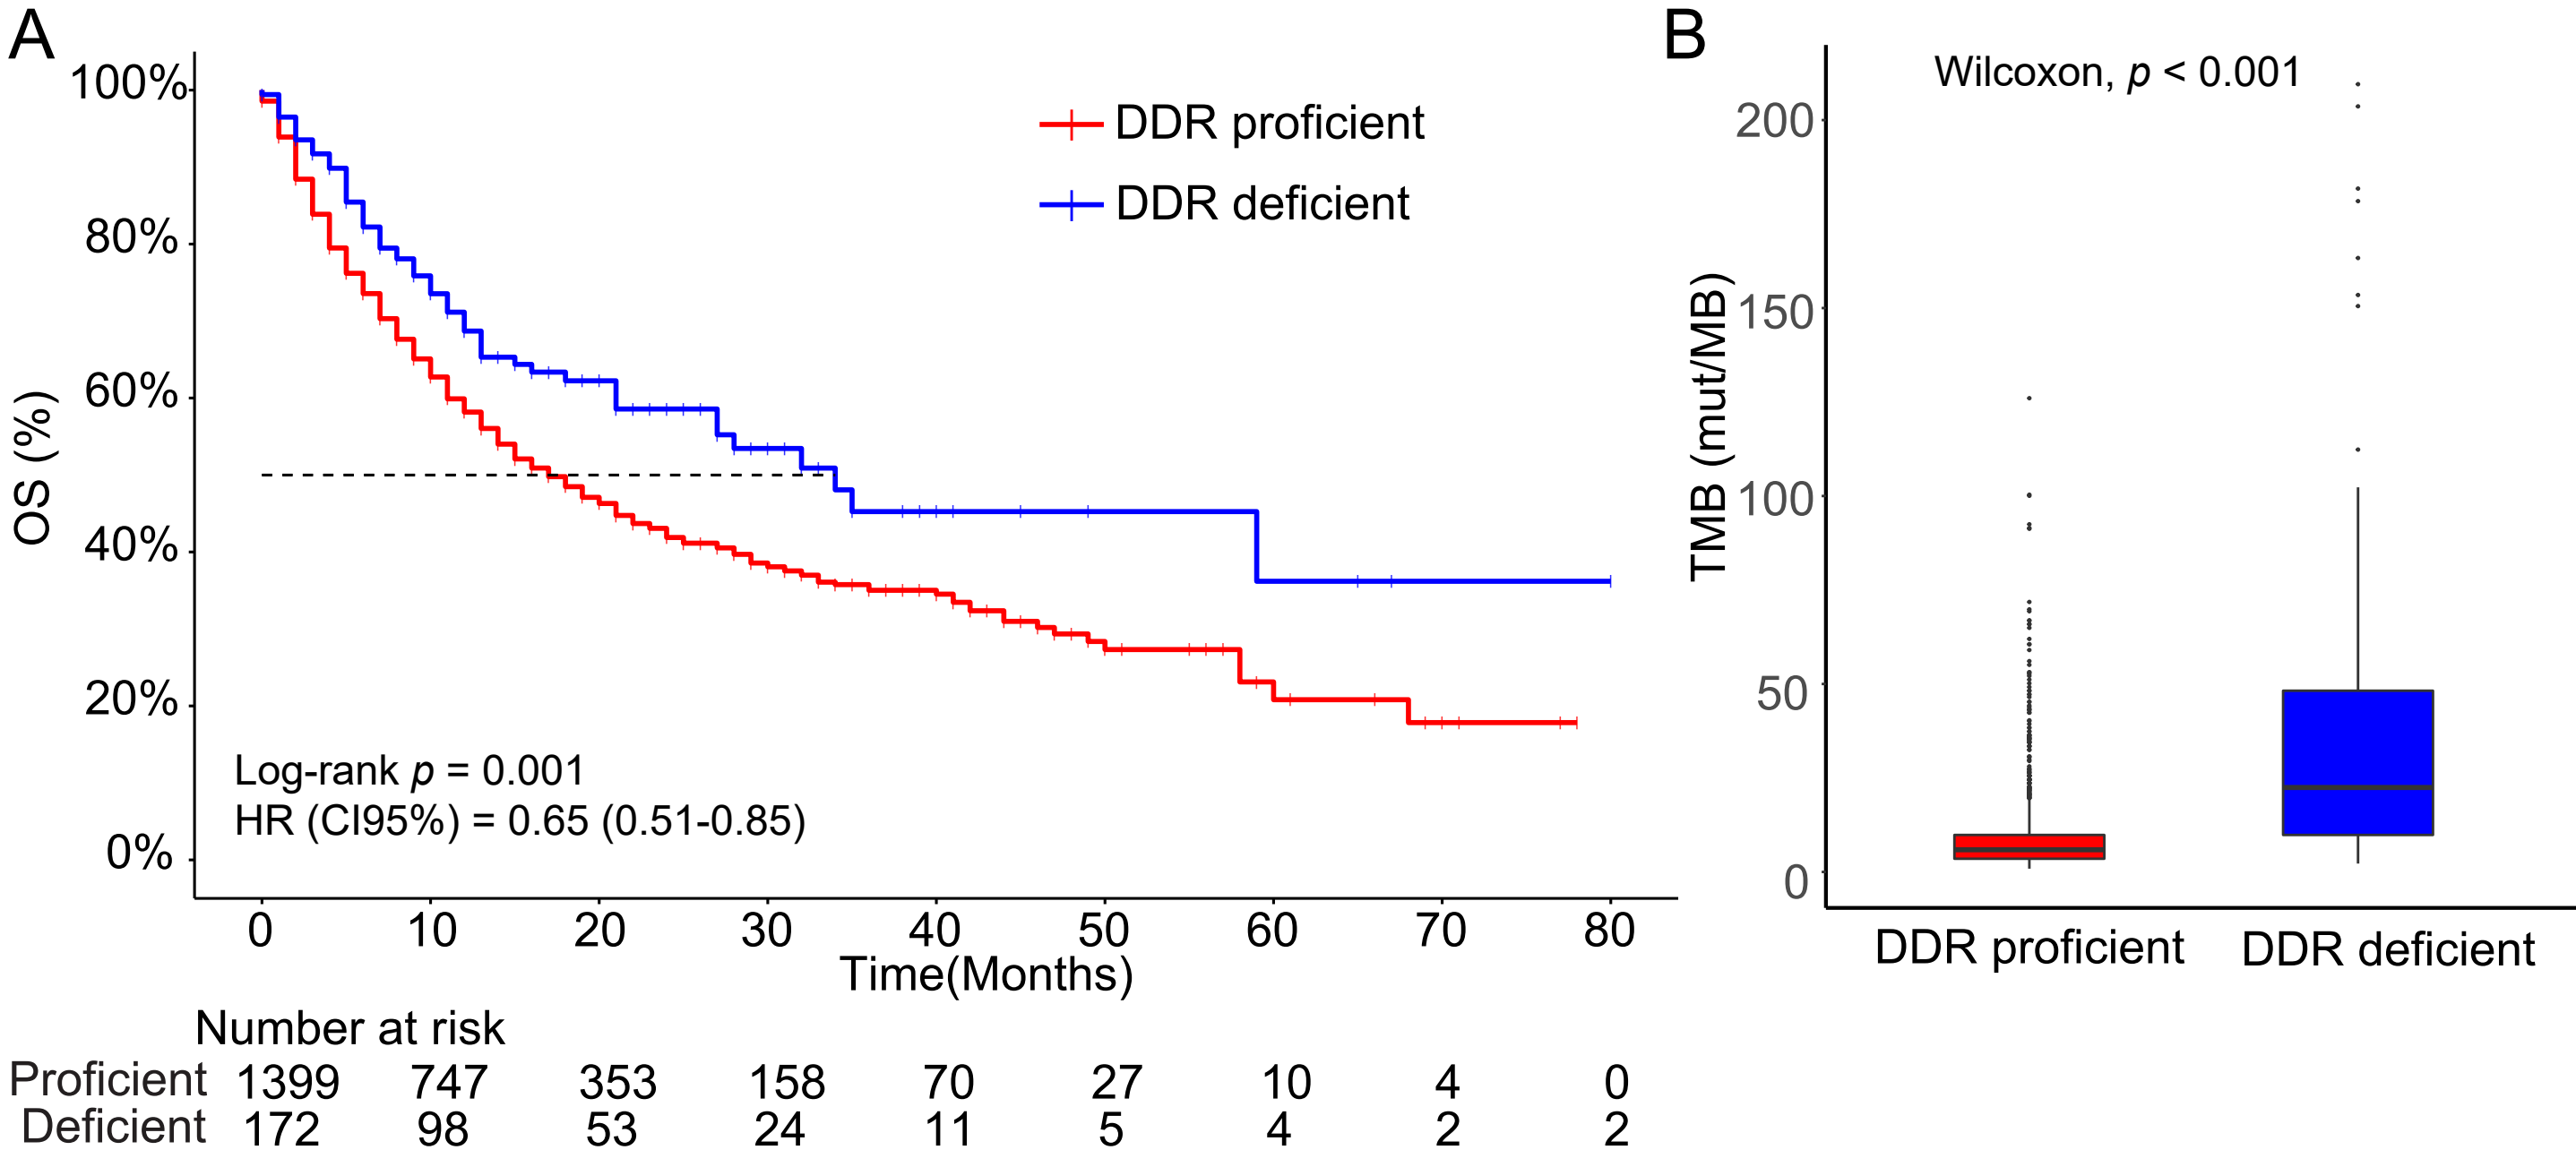 A
OS (%)
100%
80%
60%
40%
20%
0%
DDR proficient
DDR deficient
Log-rank p = 0.001
HR (CI95%) = 0.65 (0.51-0.85)
0 10 20 30 40 50 60 70 80
Time(Months)
Number at risk
Proficient 1399 747 353 158 70 27 10 4 0
Deficient 172 98 53 24 11 5 4 2 2
B
Wilcoxon, p < 0.001
TMB (mut/MB)
200
150
100
50
0
DDR proficient DDR deficient